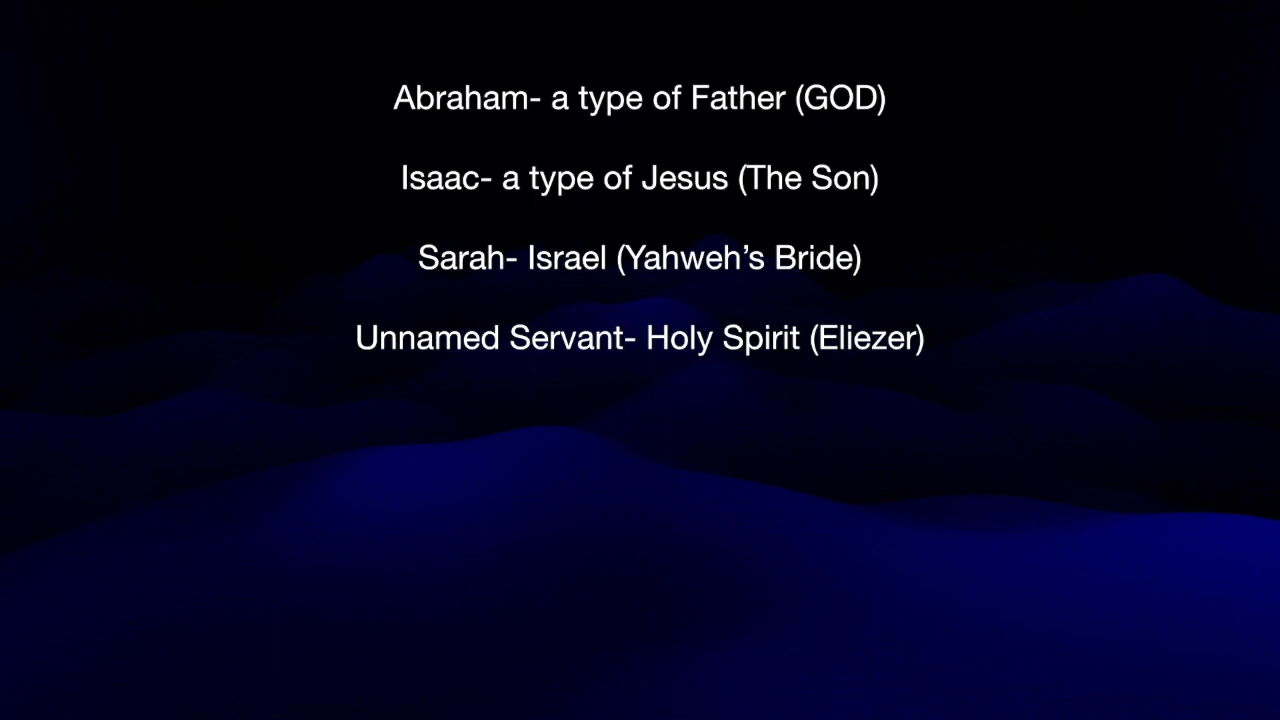 Abraham- a type of Father (GOD)
Isaac- a type of Jesus (The Son)
Sarah- Israel (Yahweh’s Bride)
Unnamed Servant- Holy Spirit (Eliezer)